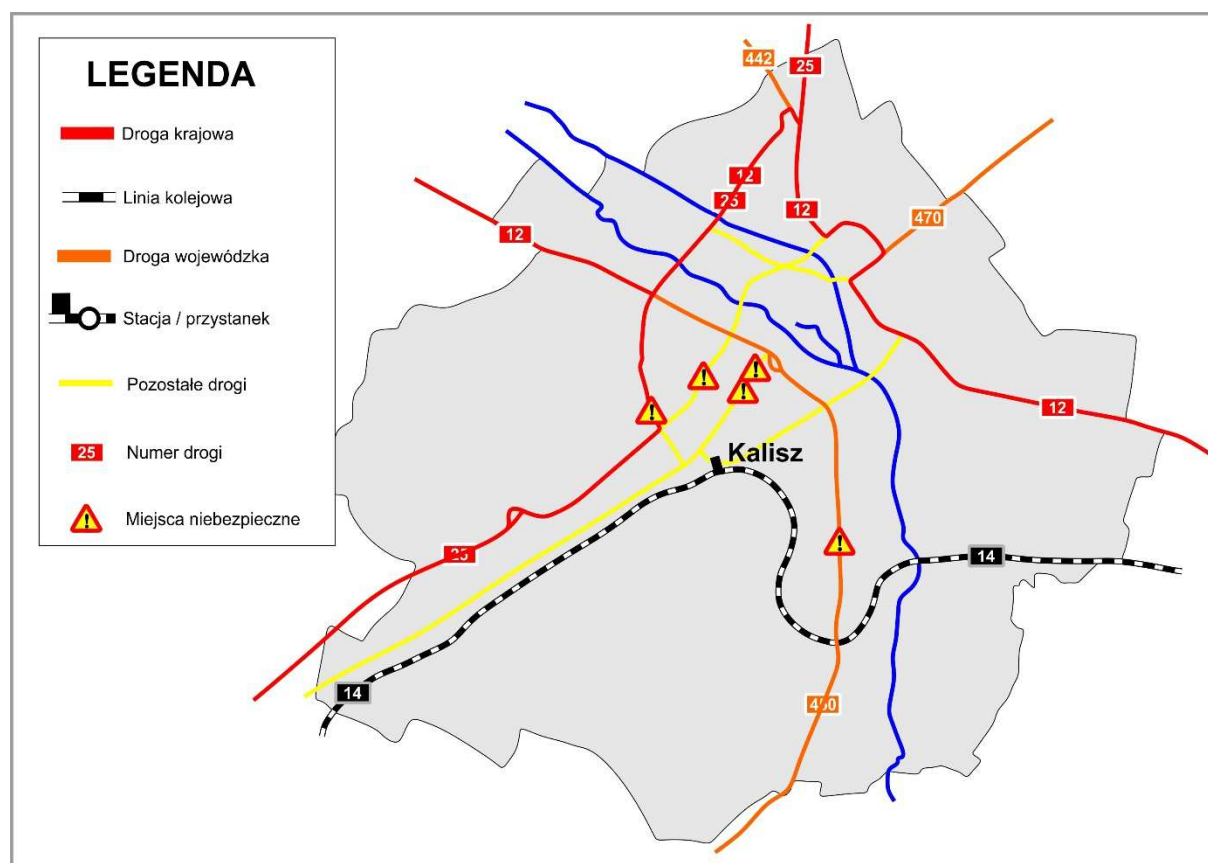 LEGENDA
Droga krajowa
Linia kolejowa
Droga wojewódzka
Stacja / przystanek
Pozostałe drogi
25 Numer drogi
! Miejsca niebezpieczne
442
25
12
25
12
470
12
!
!
!
!
12
Kalisz
!
25
14
14
450